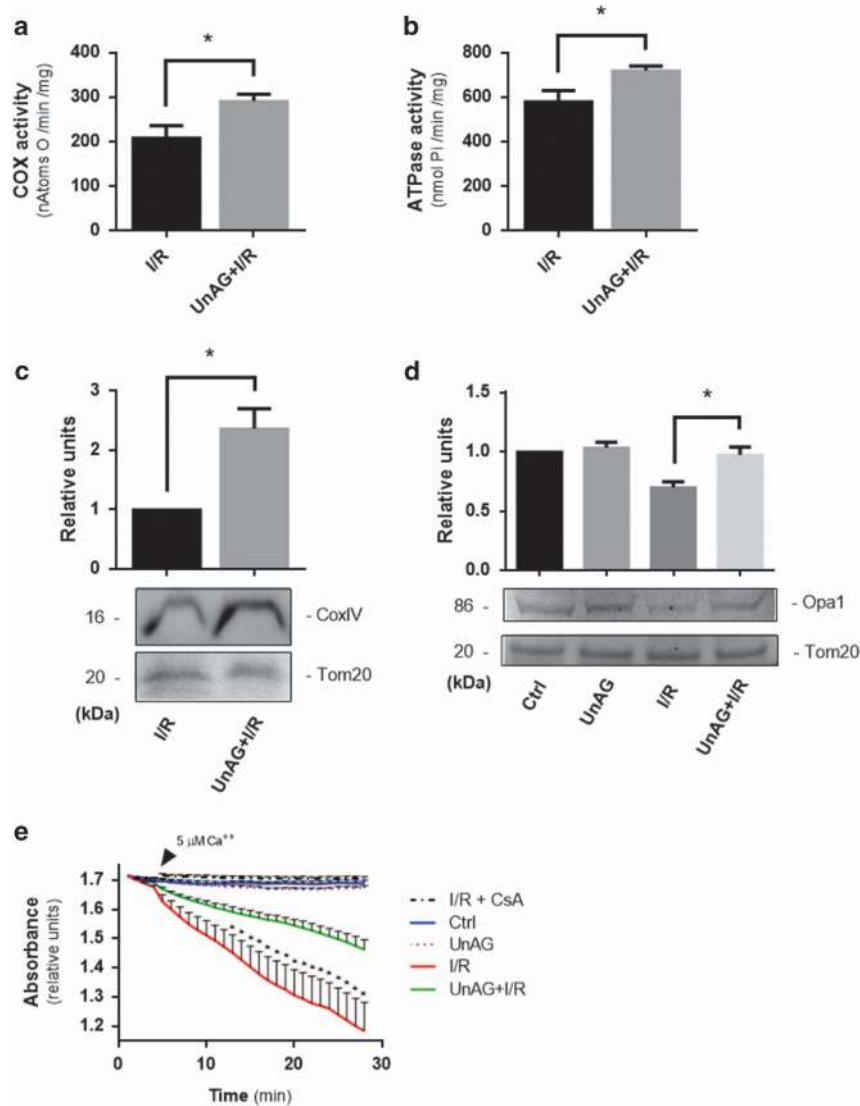 a
*
400
300
200
100
0
COX activity
(nAtoms O /min /mg)
I/R
UnAG+I/R
b
*
800
600
400
200
0
ATPase activity
(nmol Pi /min /mg)
I/R
UnAG+I/R
c
*
3
2
1
0
Relative units
16 -
- CoxIV
20 -
- Tom20
(kDa)
I/R
UnAG+I/R
d
*
1.5
1.0
0.5
0.0
Relative units
86 -
- Opa1
20 -
- Tom20
(kDa)
Ctrl
UnAG
I/R
UnAG+I/R
e
5 µM Ca++
1.7
1.6
1.5
1.4
1.3
1.2
Absorbance
(relative units)
0
10
20
30
Time (min)
I/R + CsA
Ctrl
UnAG
I/R
UnAG+I/R